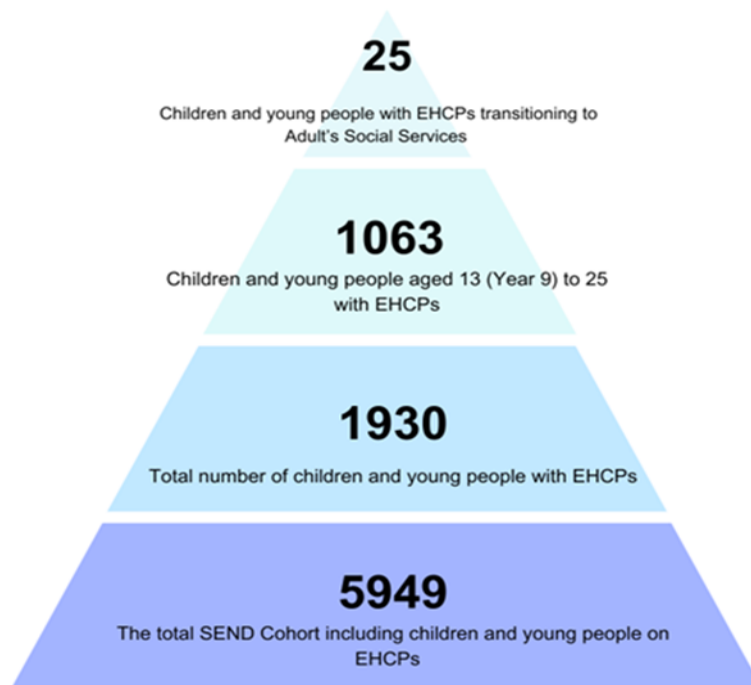 25
Children and young people with EHCPs transitioning to
Adult's Social Services
1063
Children and young people aged 13 (Year 9) to 25
with EHCPs
1930
Total number of children and young people with EHCPs
5949
The total SEND Cohort including children and young people on
EHCPs